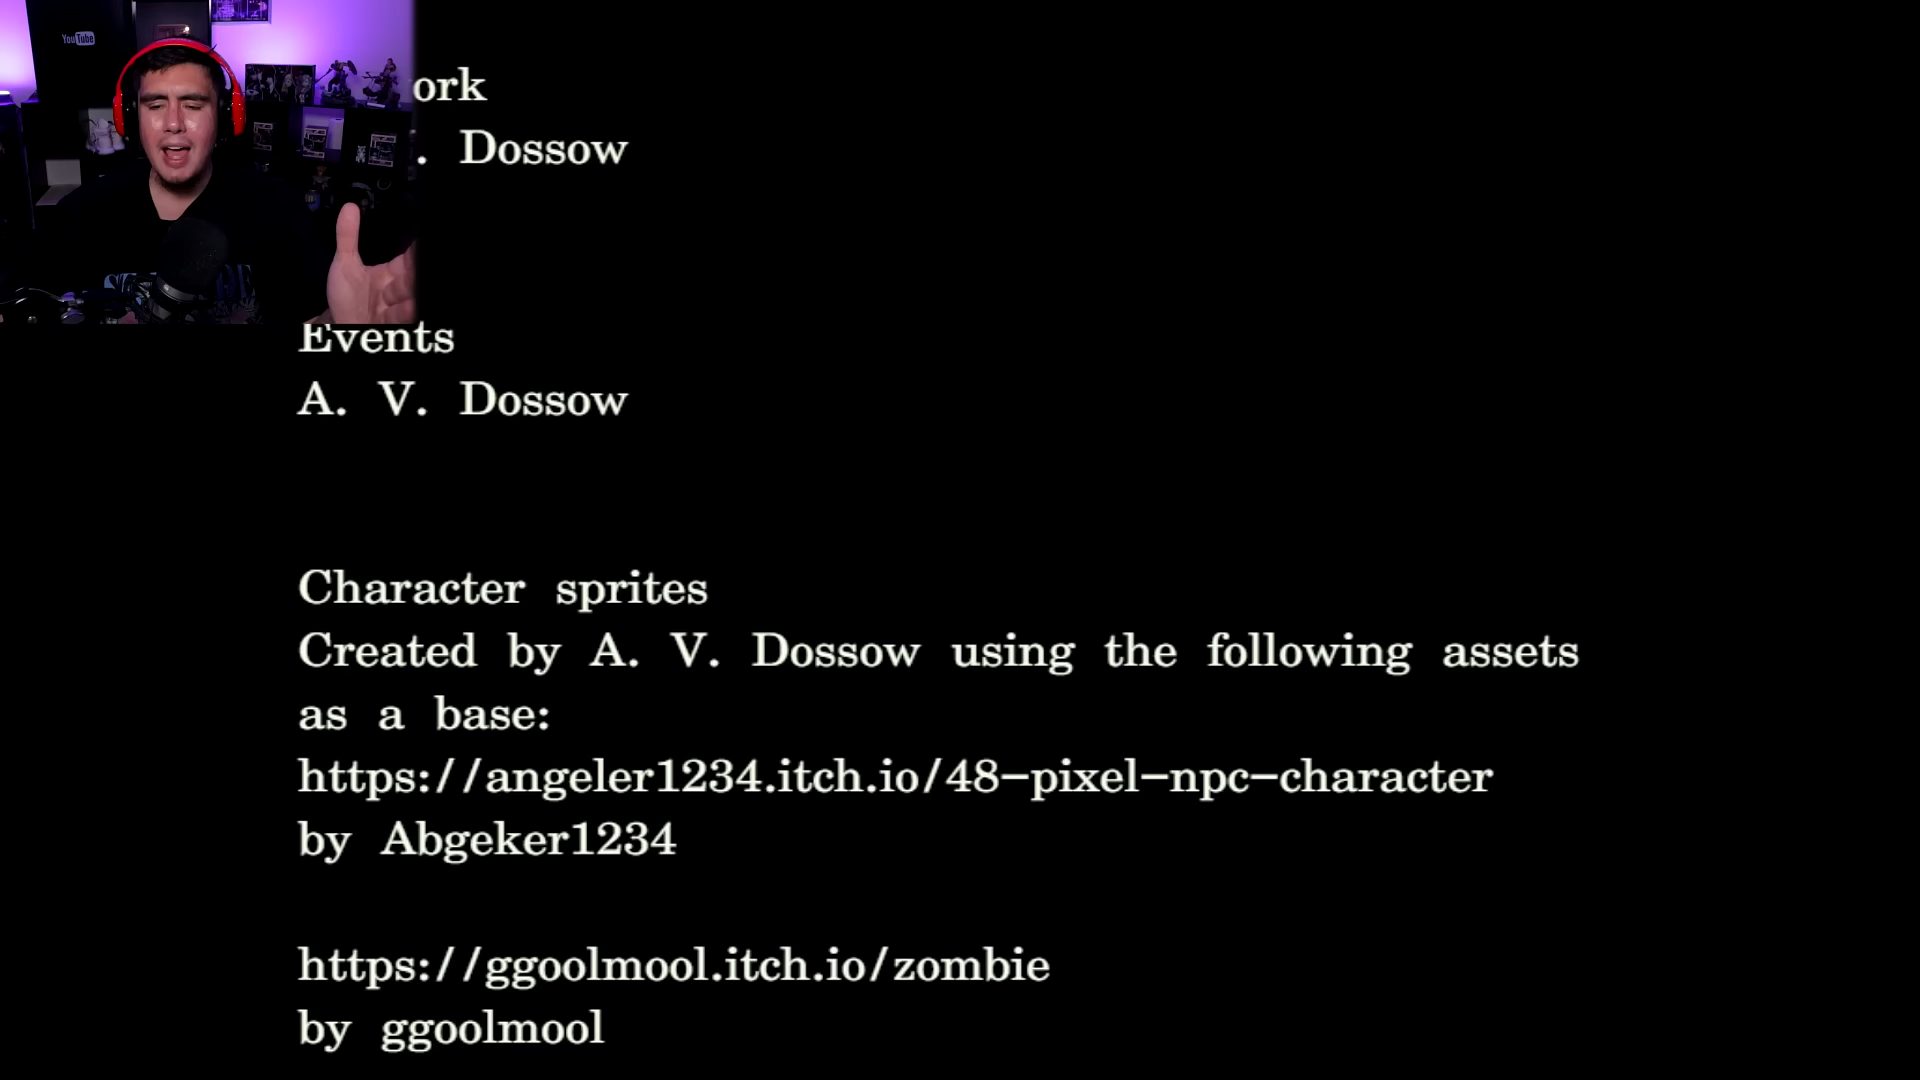 YouTube
ork
. Dossow
Events
A. V. Dossow
Character sprites
Created by A. V. Dossow using the following assets
as a base:
https://angeler1234.itch.io/48-pixel-npc-character
by Abgeker1234
https://ggoolmool.itch.io/zombie
by ggoolmool